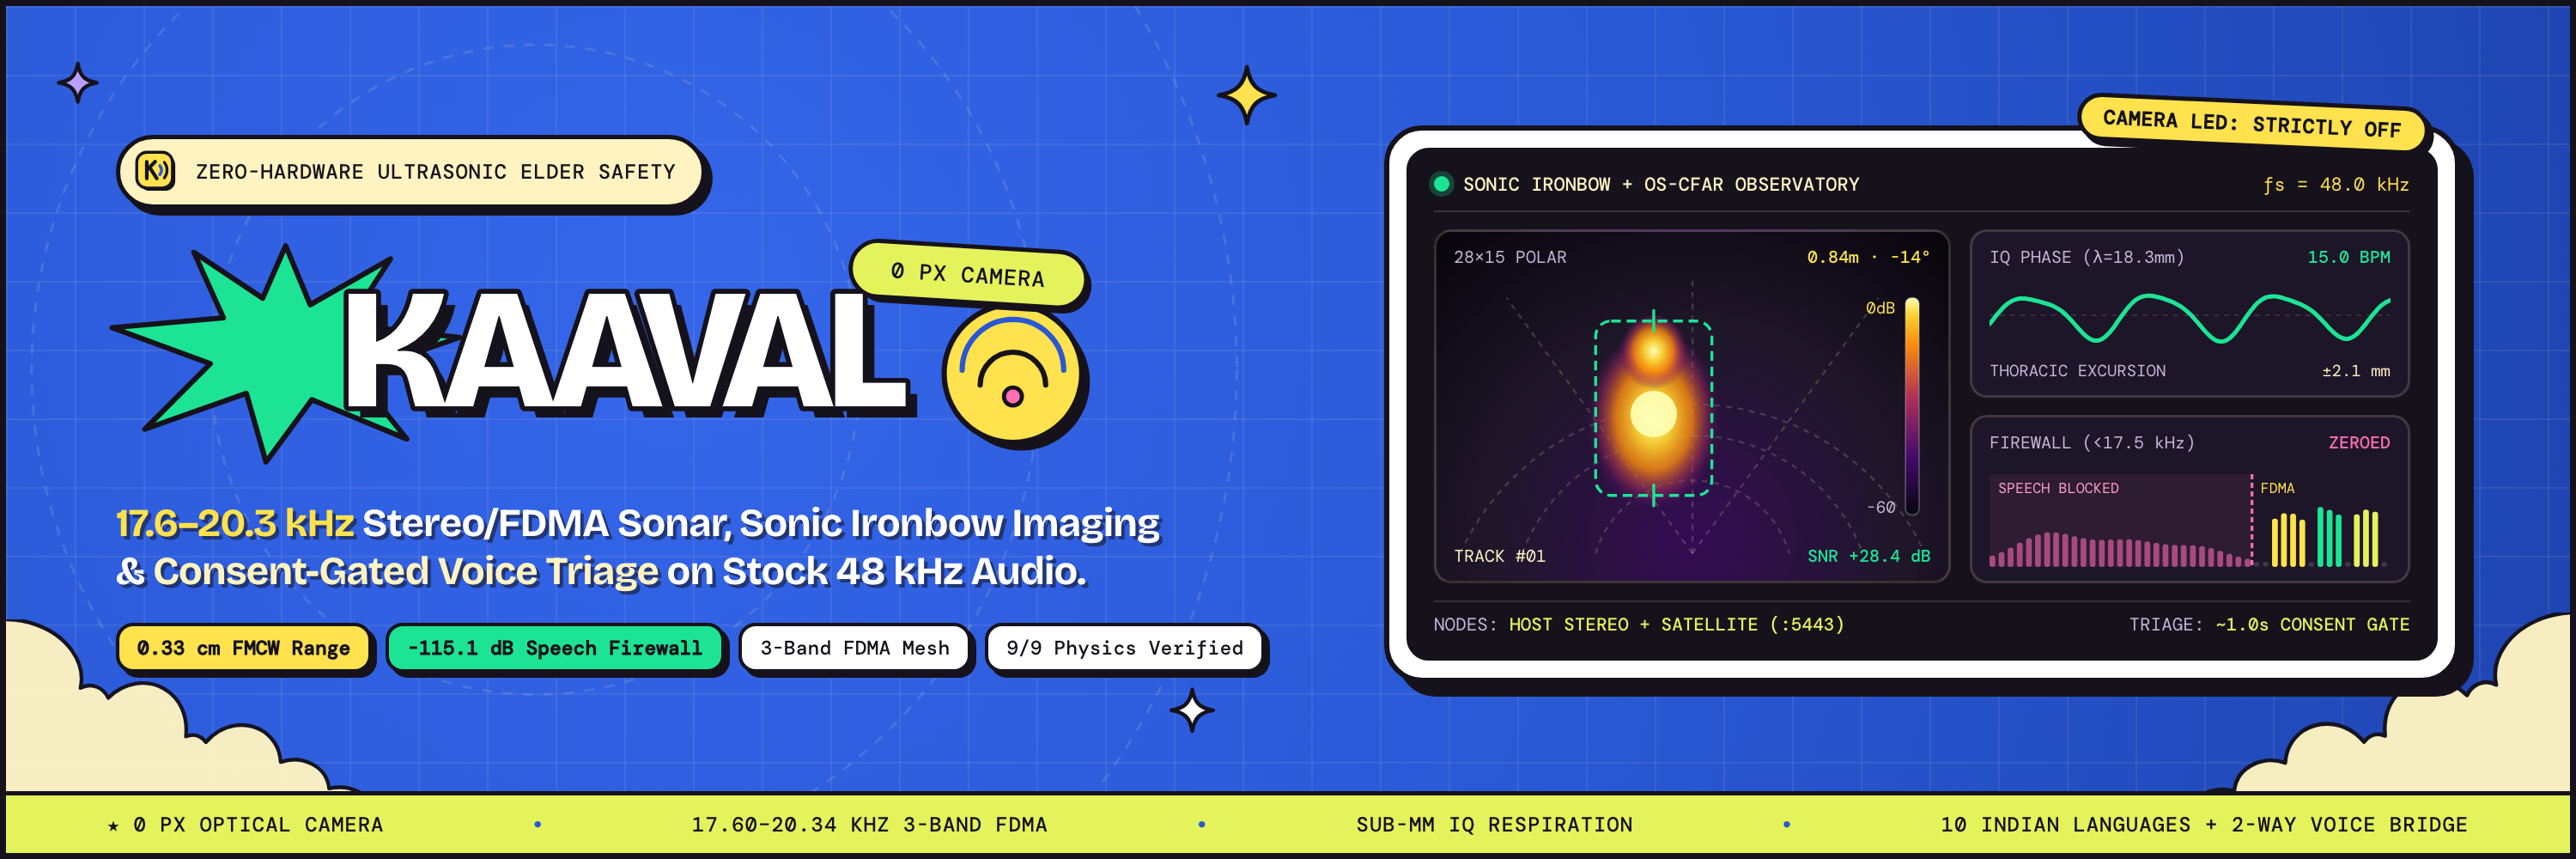 K
ZERO-HARDWARE ULTRASONIC ELDER SAFETY
KAAVAL
0 PX CAMERA
17.6–20.3 kHz Stereo/FDMA Sonar, Sonic Ironbow Imaging
& Consent-Gated Voice Triage on Stock 48 kHz Audio.
0.33 cm FMCW Range
-115.1 dB Speech Firewall
3-Band FDMA Mesh
9/9 Physics Verified
CAMERA LED: STRICTLY OFF
SONIC IRONBOW + OS-CFAR OBSERVATORY
ƒs = 48.0 kHz
28×15 POLAR
0.84m · -14°
0dB
-60
TRACK #01
SNR +28.4 dB
IQ PHASE (λ=18.3mm)
15.0 BPM
THORACIC EXCURSION
±2.1 mm
FIREWALL (<17.5 kHz)
ZEROED
SPEECH BLOCKED
FDMA
NODES: HOST STEREO + SATELLITE (:5443)
TRIAGE: ~1.0s CONSENT GATE
★ 0 PX OPTICAL CAMERA • 17.60–20.34 KHZ 3-BAND FDMA • SUB-MM IQ RESPIRATION • 10 INDIAN LANGUAGES + 2-WAY VOICE BRIDGE